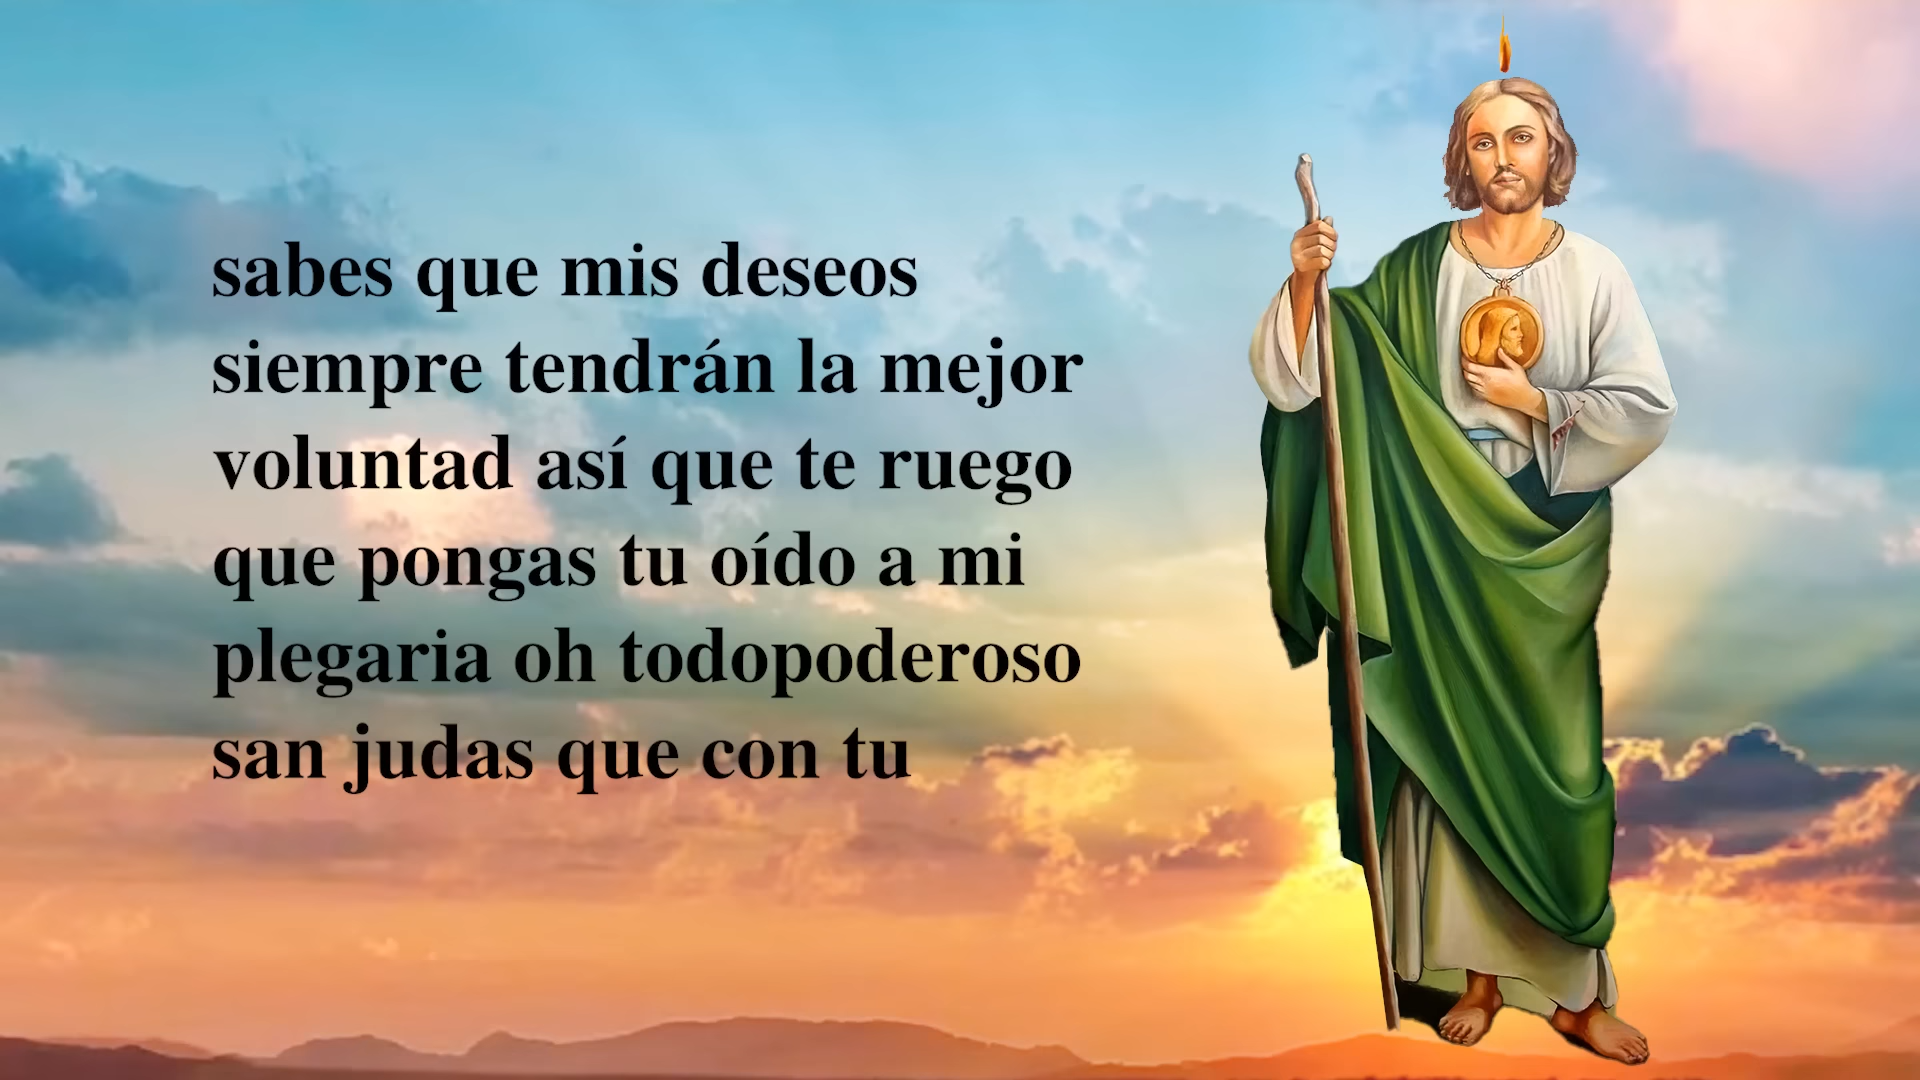 sabes que mis deseos
siempre tendrán la mejor
voluntad así que te ruego
que pongas tu oído a mi
plegaria oh todopoderoso
san judas que con tu